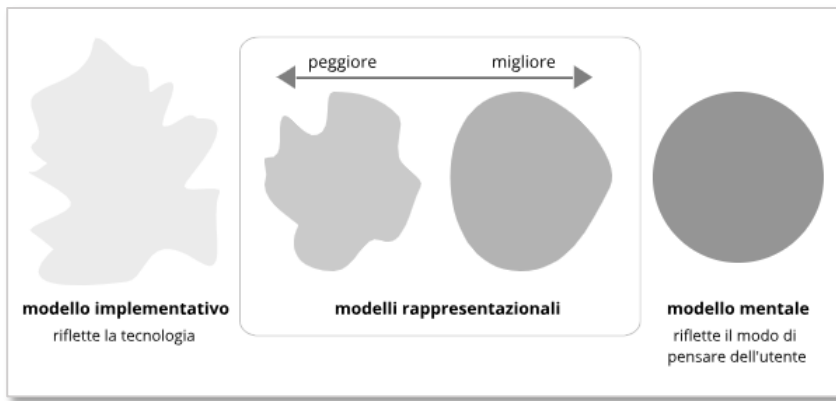 peggiore
migliore
modello implementativo
riflette la tecnologia
modelli rappresentazionali
modello mentale
riflette il modo di
pensare dell'utente